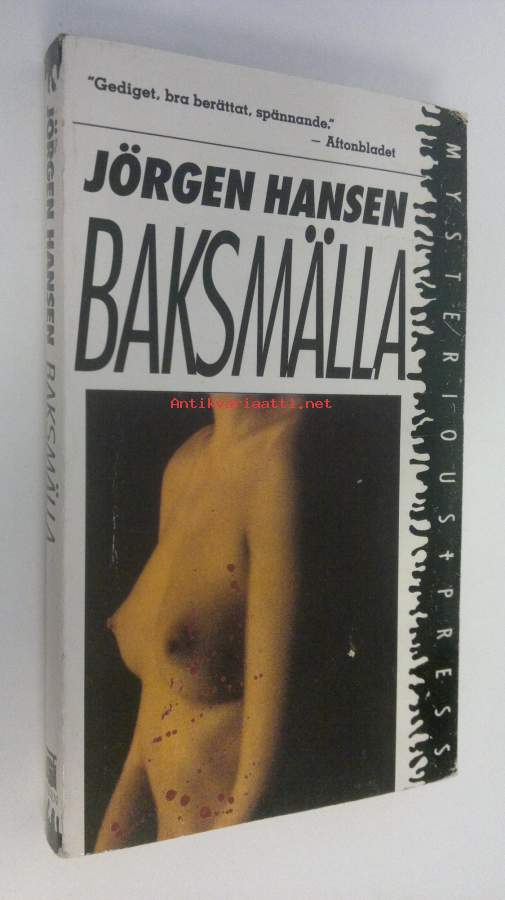 "Gediget, bra berättat, spännande."
– Aftonbladet
JÖRGEN HANSEN
BAKSMÄLLA
MYSTERIOUS PRESS
JÖRGEN HANSEN BAKSMÄLLA
Antikvariaatti.net